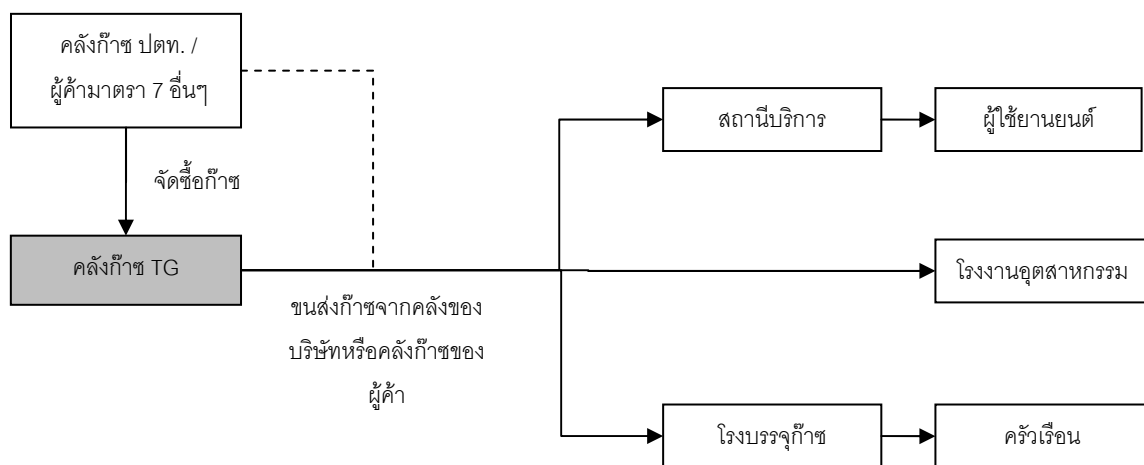 คลังก๊าซ ปตท. /
ผู้ค้ามาตรา 7 อื่นๆ
จัดซื้อก๊าซ
คลังก๊าซ TG
ขนส่งก๊าซจากคลังของ
บริษัทหรือคลังก๊าซของ
ผู้ค้า
สถานีบริการ
ผู้ใช้ยานยนต์
โรงงานอุตสาหกรรม
โรงบรรจุก๊าซ
ครัวเรือน